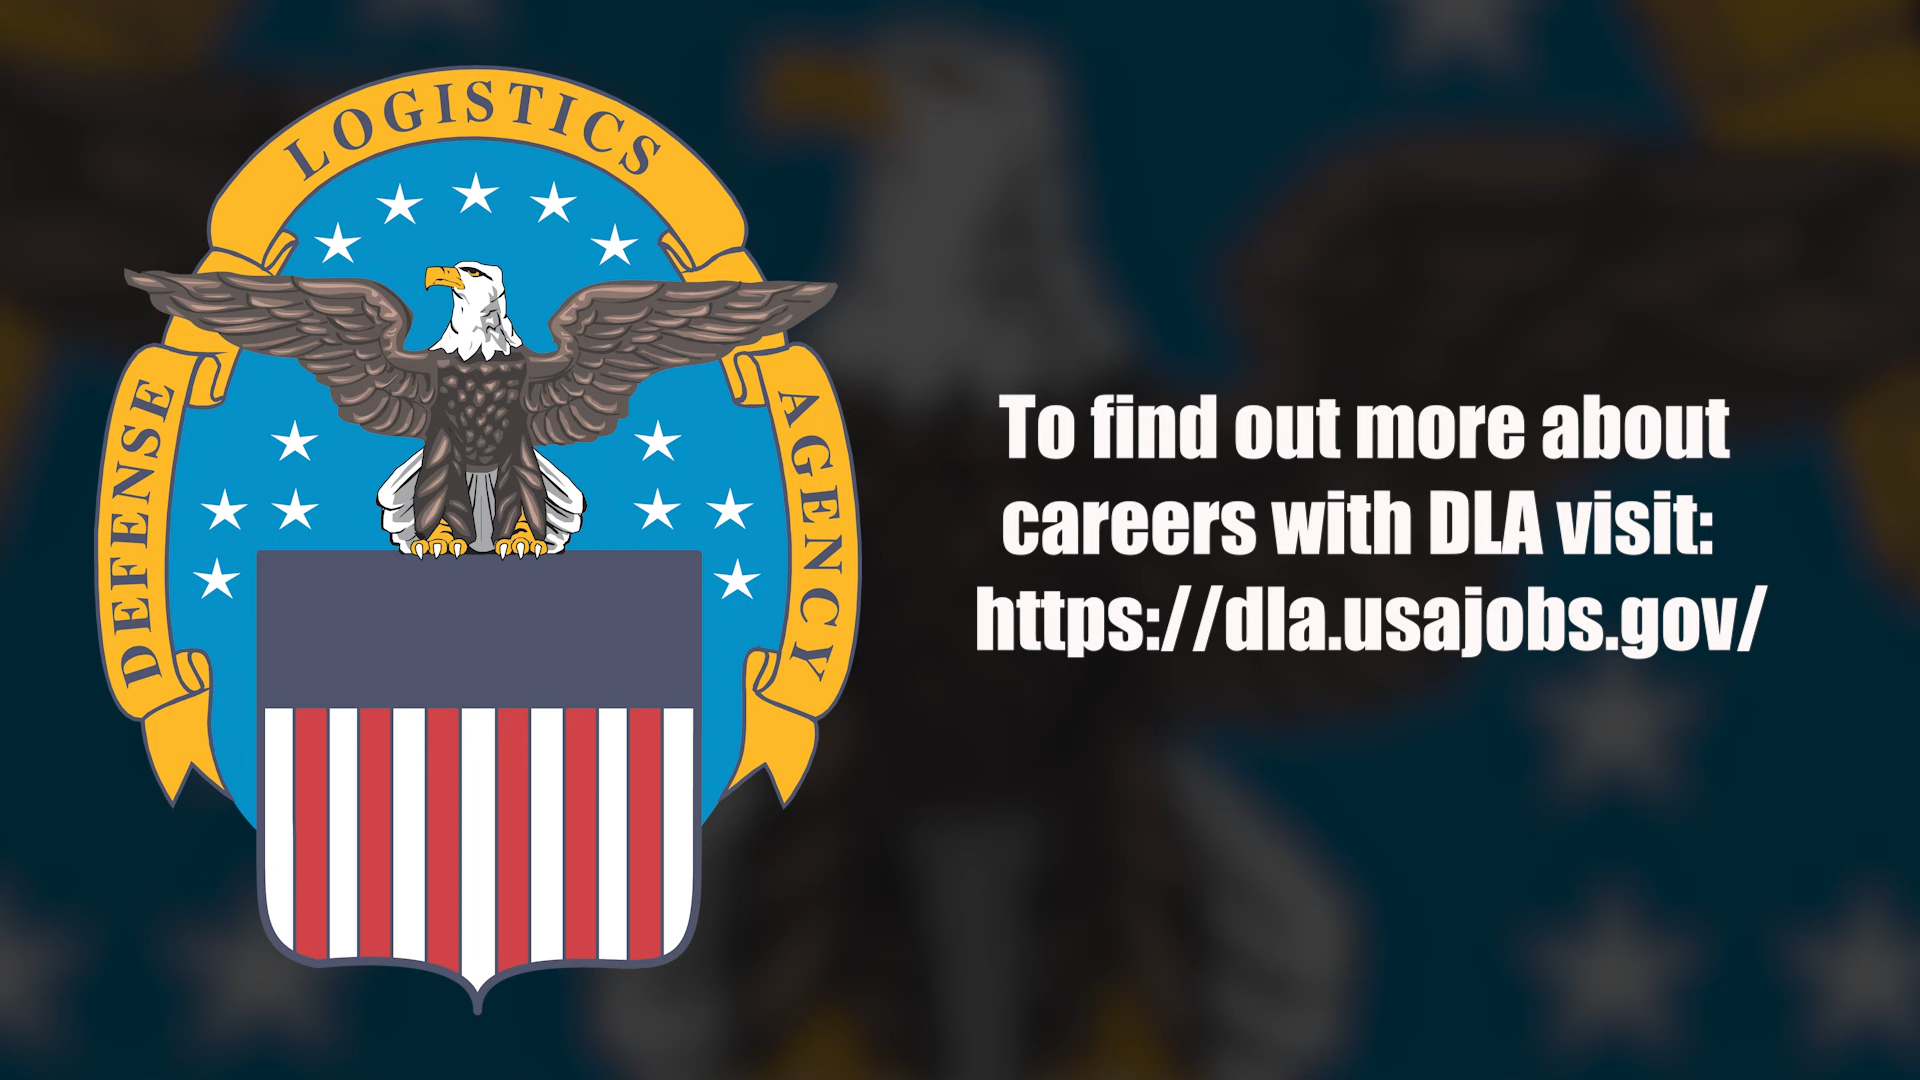 DEFENSE
LOGISTICS
AGENCY
To find out more about
careers with DLA visit:
https://dla.usajobs.gov/